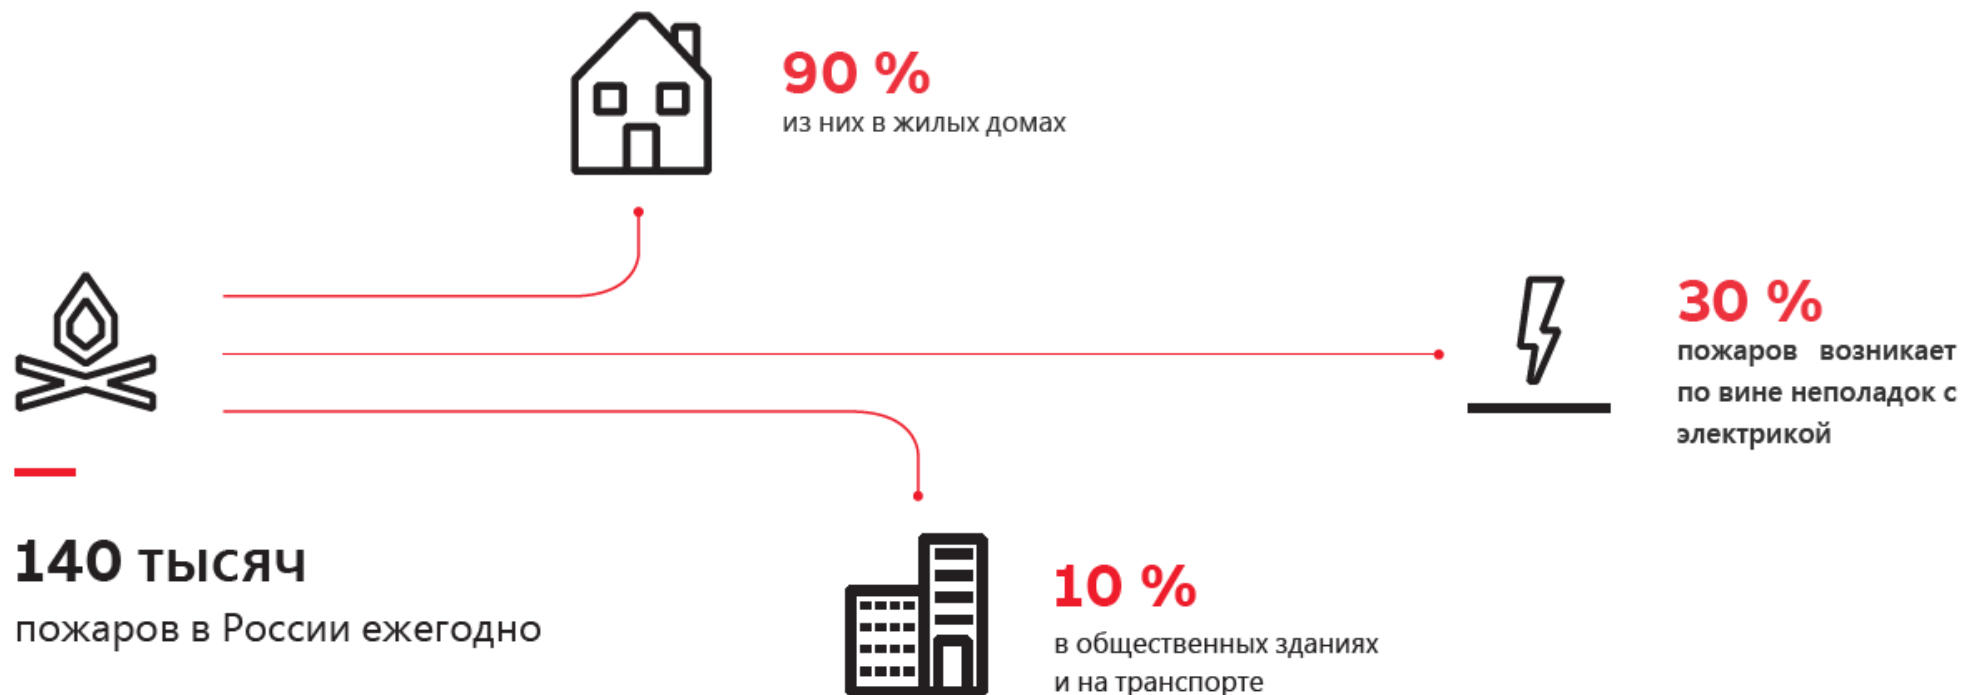 90 %
из них в жилых домах
30 %
пожаров возникает
по вине неполадок с
электрикой
140 тысяч
пожаров в России ежегодно
10 %
в общественных зданиях
и на транспорте